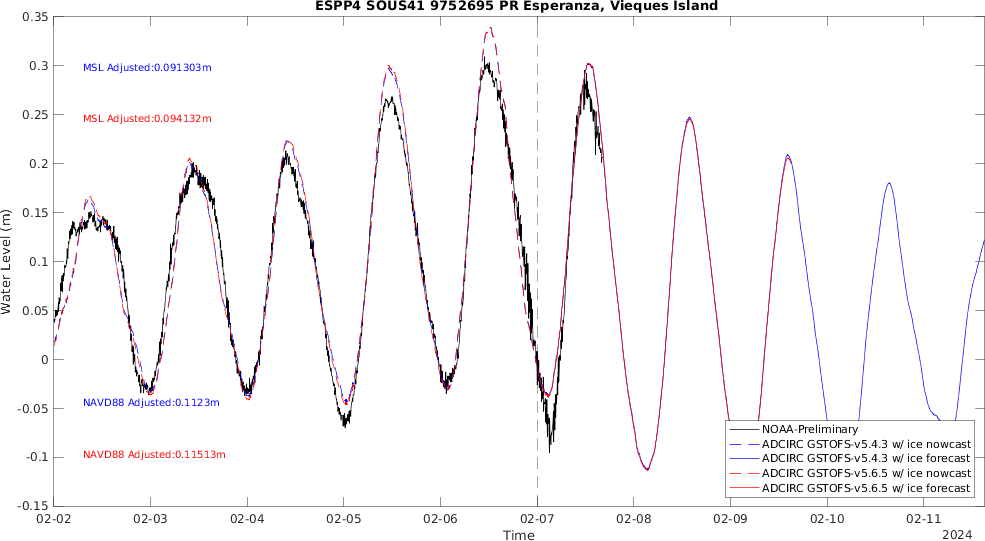 ESPP4 SOUS41 9752695 PR Esperanza, Vieques Island
0.35
0.3
0.25
0.2
0.15
0.1
0.05
0
-0.05
-0.1
-0.15
Water Level (m)
MSL Adjusted:0.091303m
MSL Adjusted:0.094132m
NAVD88 Adjusted:0.1123m
NAVD88 Adjusted:0.11513m
NOAA-Preliminary
ADCIRC GSTOFS-v5.4.3 w/ ice nowcast
ADCIRC GSTOFS-v5.4.3 w/ ice forecast
ADCIRC GSTOFS-v5.6.5 w/ ice nowcast
ADCIRC GSTOFS-v5.6.5 w/ ice forecast
02-02 02-03 02-04 02-05 02-06 02-07 02-08 02-09 02-10 02-11
Time
2024